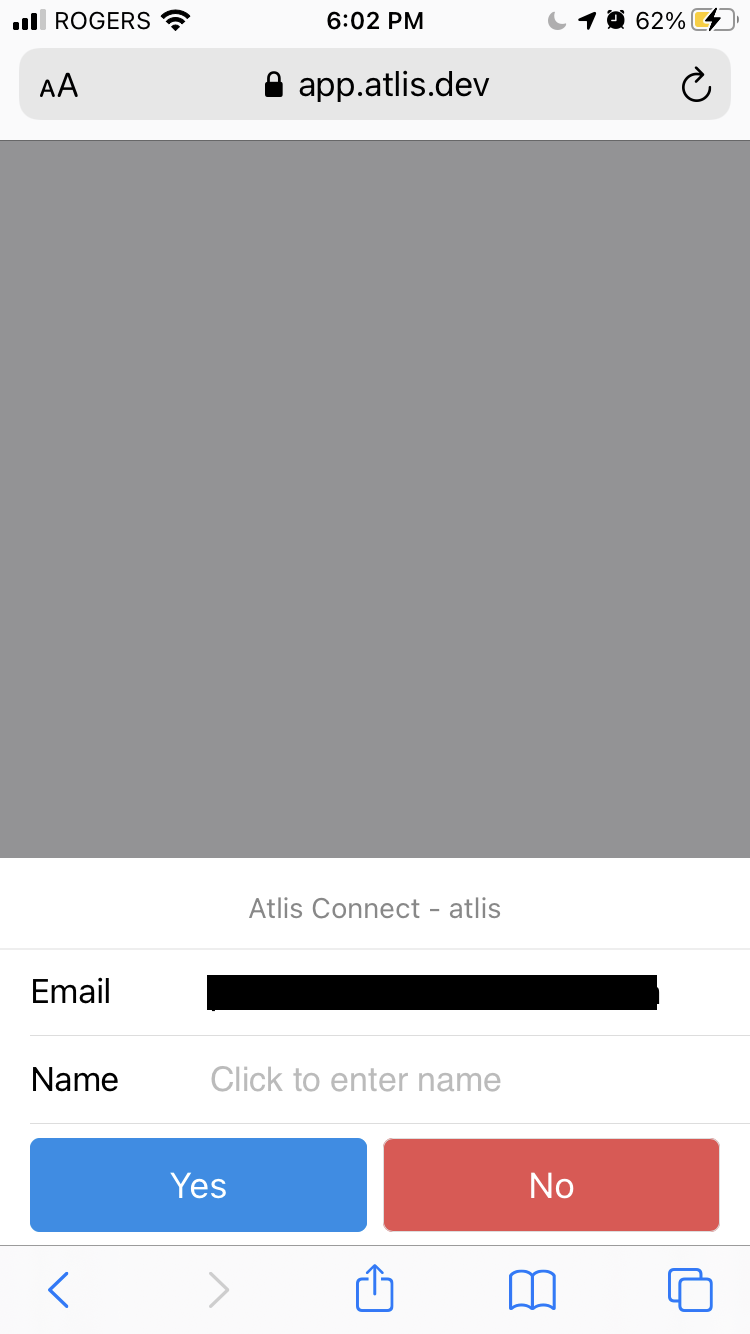 ROGERS 6:02 PM 62%
AA app.atlis.dev
Atlis Connect - atlis
Email
Name Click to enter name
Yes No